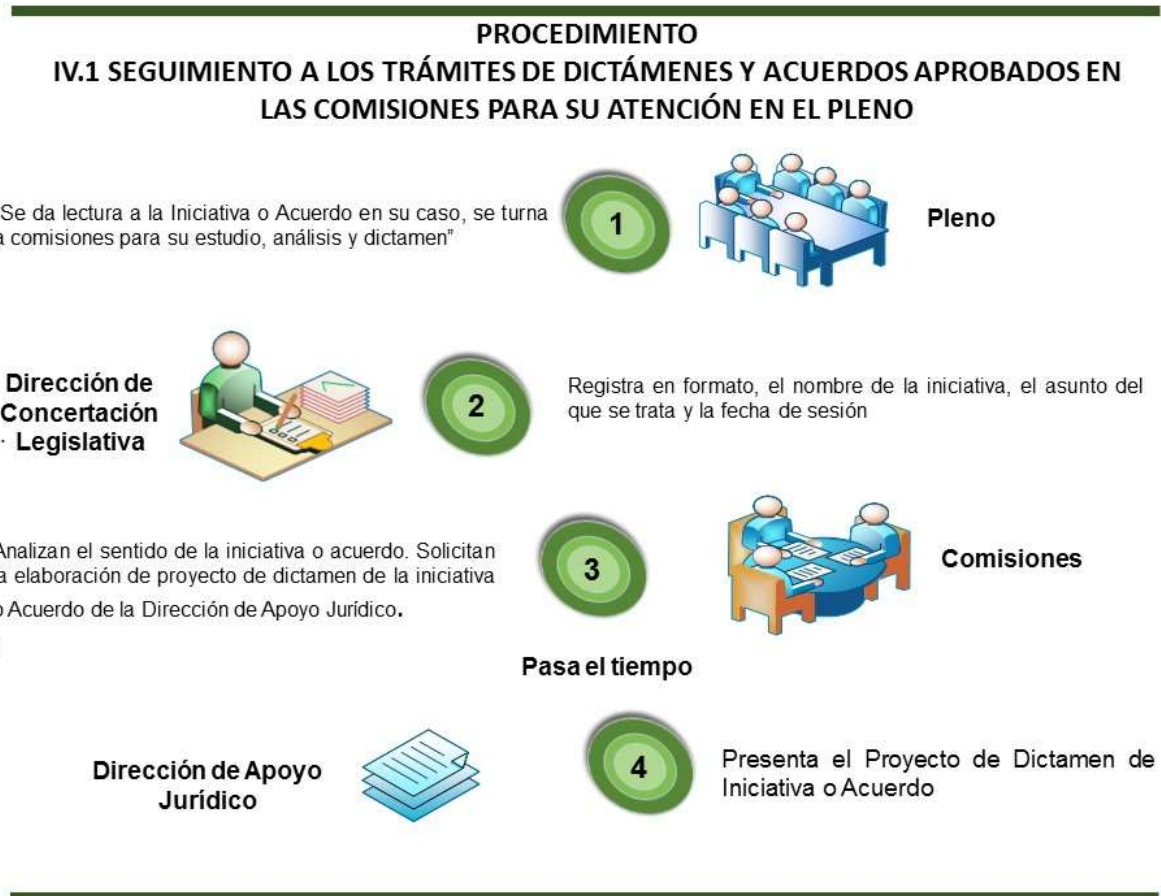 PROCEDIMIENTO
IV.1 SEGUIMIENTO A LOS TRÁMITES DE DICTÁMENES Y ACUERDOS APROBADOS EN
LAS COMISIONES PARA SU ATENCIÓN EN EL PLENO
Se da lectura a la Iniciativa o Acuerdo en su caso, se turna
a comisiones para su estudio, análisis y dictamen”
1
Pleno
Dirección de
Concertación
Legislativa
2
Registra en formato, el nombre de la iniciativa, el asunto del
que se trata y la fecha de sesión
Analizan el sentido de la iniciativa o acuerdo. Solicitan
a elaboración de proyecto de dictamen de la iniciativa
o Acuerdo de la Dirección de Apoyo Jurídico.
3
Comisiones
Pasa el tiempo
Dirección de Apoyo
Jurídico
4
Presenta el Proyecto de Dictamen de
Iniciativa o Acuerdo